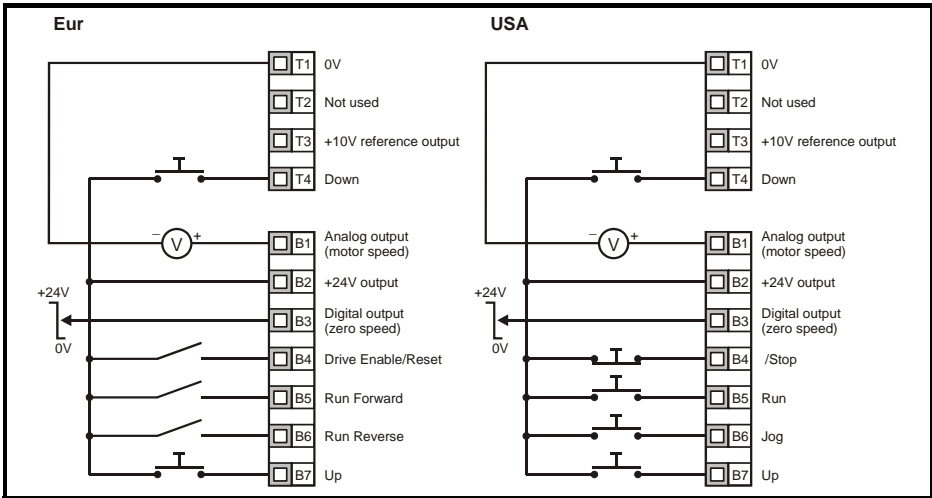 Eur
T1 0V
T2 Not used
T3 +10V reference output
T4 Down
− V +
B1 Analog output
(motor speed)
B2 +24V output
+24V
0V
B3 Digital output
(zero speed)
B4 Drive Enable/Reset
B5 Run Forward
B6 Run Reverse
B7 Up
USA
T1 0V
T2 Not used
T3 +10V reference output
T4 Down
− V +
B1 Analog output
(motor speed)
B2 +24V output
+24V
0V
B3 Digital output
(zero speed)
B4 /Stop
B5 Run
B6 Jog
B7 Up